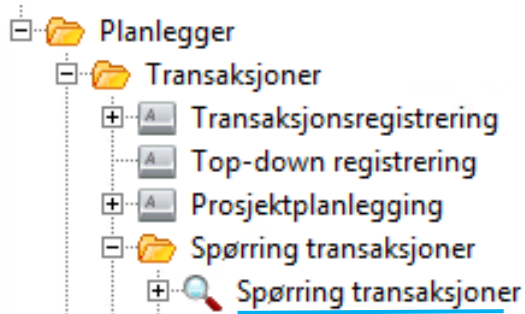 Planlegger
Transaksjoner
Transaksjonsregistrering
Top-down registrering
Prosjektplanlegging
Spørring transaksjoner
Spørring transaksjoner